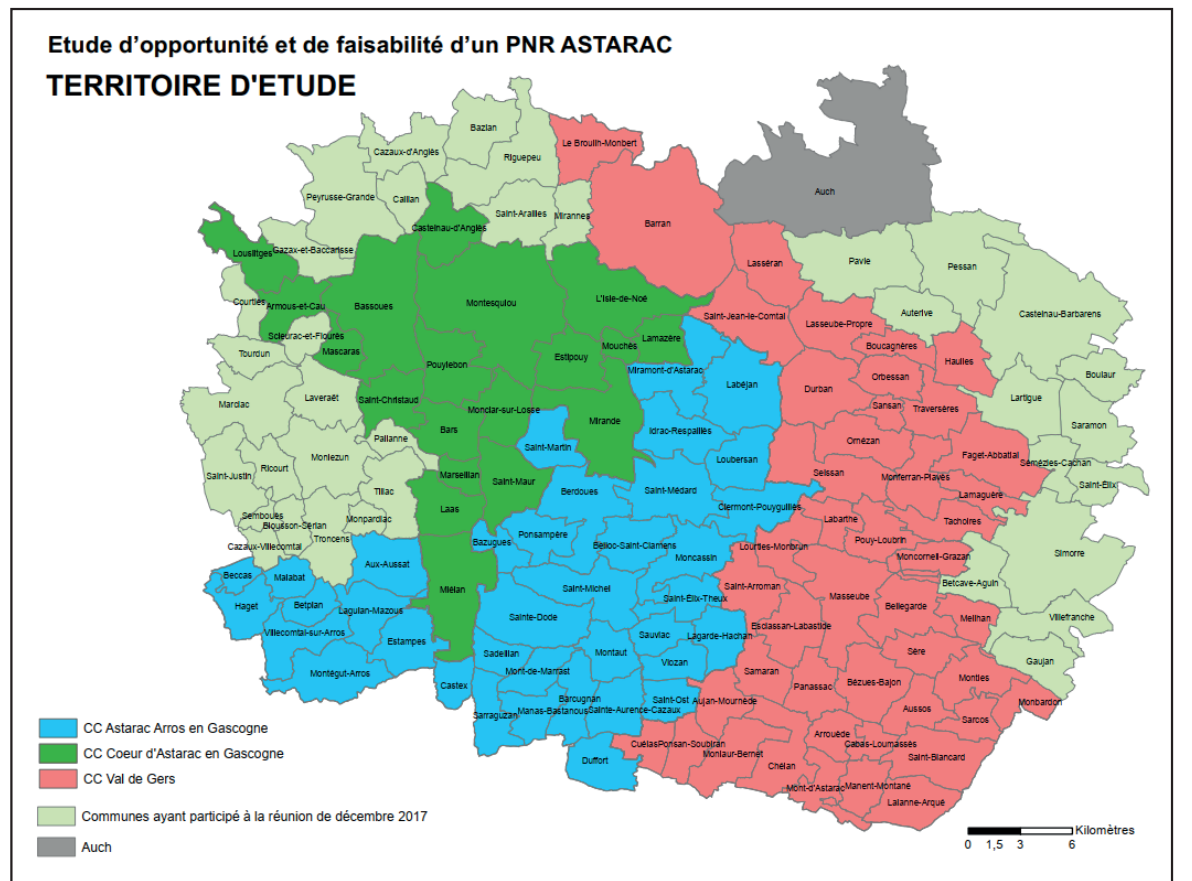 Etude d'opportunité et de faisabilité d'un PNR ASTARAC
TERRITOIRE D'ETUDE
Bazian
Le Brouilh-Monbert
Cazaux-d'Anglès
Riguepeu
Auch
Peyrusse-Grande
Caillan
Saint-Arailles
Mirannes
Castelnau-d'Anglès
Barran
Lousiitges
Gazax-et-Baccarisse
Lasséran
Pavie
Pessan
Courties
Armous-et-Cau
Bassoues
Montesquiou
L'Isle-de-Noé
Saint-Jean-le-Comtal
Auterive
Castelnau-Barbarens
Scieurac-et-Flourès
Lasseube-Propre
Tourdun
Mascaras
Mouchès
Lamazère
Boucagnères
Haulies
Pouylebon
Estipouy
Miramont-d'Astarac
Labéjan
Orbessan
Boulaur
Marciac
Laveraët
Saint-Christaud
Durban
Sansan
Traversères
Lartigue
Monclar-sur-Losse
Mirande
Bars
Idrac-Respaillès
Saramon
Pallanne
Saint-Martin
Ornézan
Saint-Justin
Ricourt
Monlezun
Loubersan
Faget-Abbatial
Sémézies-Cachan
Marseillan
Seissan
Monferran-Plavès
Saint-Élix
Tillac
Saint-Maur
Berdoues
Saint-Médard
Lamaguère
Sembouès
Laas
Clermont-Pouyguillès
Blousson-Sérian
Monpardiac
Labarthe
Tachoires
Troncens
Bazugues
Ponsampère
Belloc-Saint-Clamens
Lourties-Monbrun
Pouy-Loubrin
Cazaux-Villecomtal
Moncassin
Moncorneil-Grazan
Simorre
Aux-Aussat
Beccas
Malabat
Miélan
Saint-Michel
Saint-Arroman
Betcave-Aguin
Haget
Betplan
Laguian-Mazous
Saint-Élix-Theux
Masseube
Bellegarde
Sainte-Dode
Meilhan
Villefranche
Villecomtal-sur-Arros
Estampes
Sauviac
Lagarde-Hachan
Esclassan-Labastide
Sadeillan
Montaut
Sère
Viozan
Gaujan
Montégut-Arros
Mont-de-Marrast
Samaran
Monties
Castex
Barcugnan
Saint-Ost
Aujan-Mournède
Panassac
Bézues-Bajon
Monbardon
Sarraguzan
Manas-Bastanous
Sainte-Aurence-Cazaux
Aussos
Sarcos
Arrouède
Cuélas
Ponsan-Soubiran
Cabas-Loumassès
Monlaur-Bernet
Saint-Blancard
Duffort
Chélan
Mont-d'Astarac
Manent-Montané
Lalanne-Arqué
CC Astarac Arros en Gascogne
CC Coeur d'Astarac en Gascogne
CC Val de Gers
Communes ayant participé à la réunion de décembre 2017
Auch
Kilomètres
0 1,5 3 6